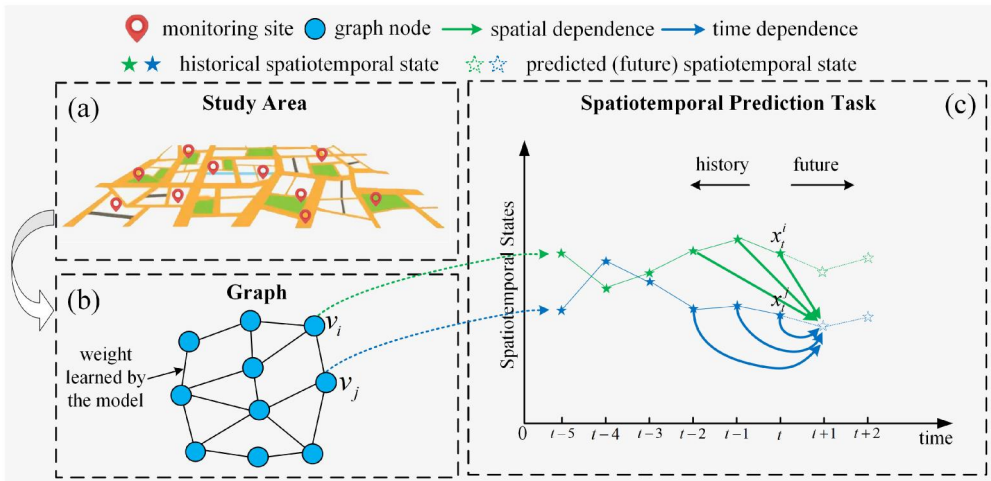 monitoring site graph node spatial dependence time dependence
historical spatiotemporal state predicted (future) spatiotemporal state
(a) Study Area
(b) Graph
v_i
v_j
weight
learned by
the model
Spatiotemporal Prediction Task (c)
history future
Spatiotemporal States
x_t^i
x_t^j
0 t−5 t−4 t−3 t−2 t−1 t t+1 t+2
time